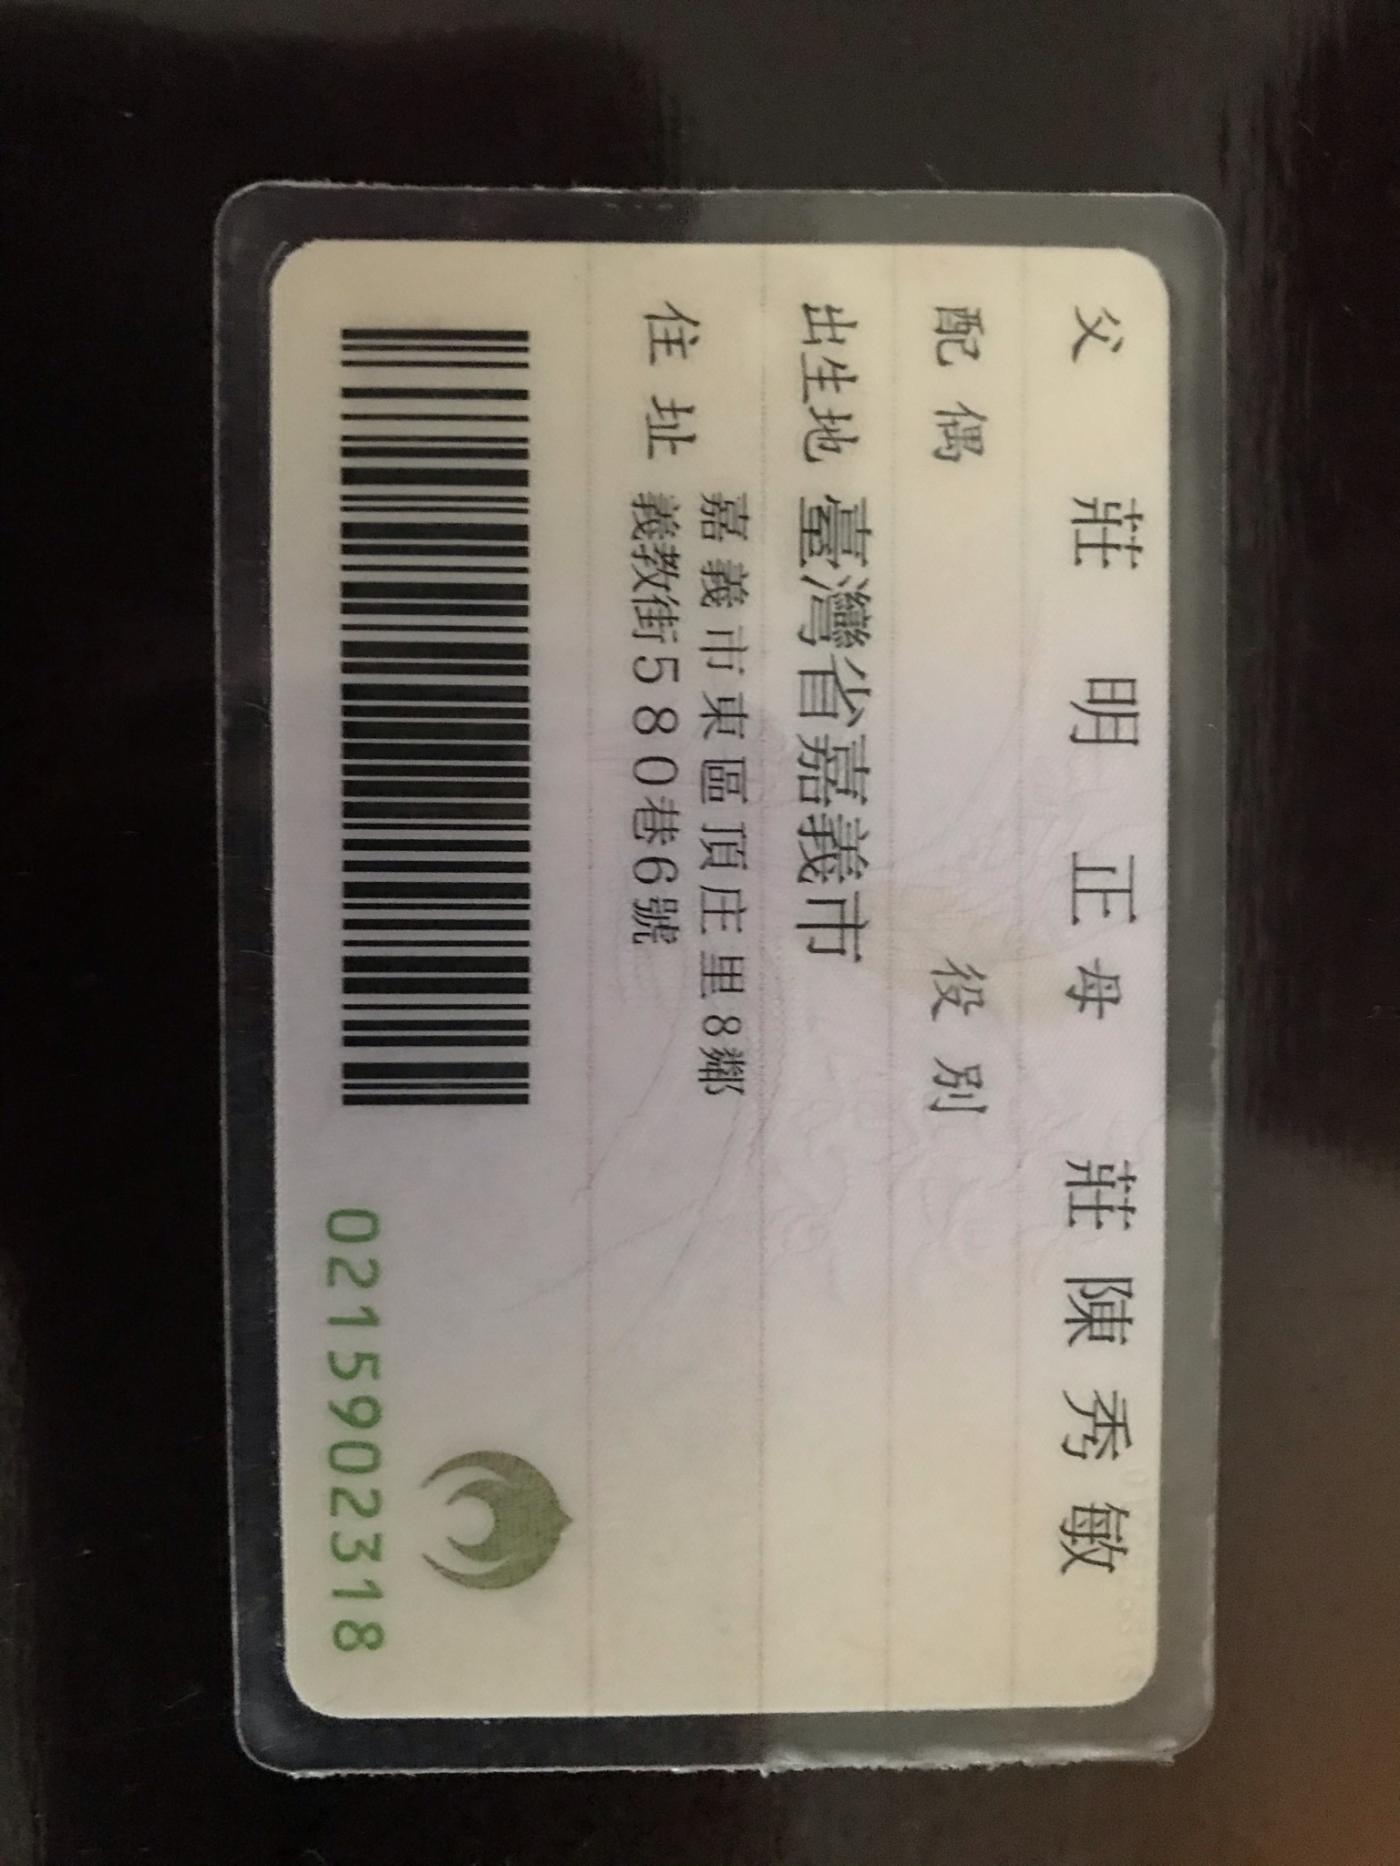 父 莊明正 母 莊陳秀敏
配偶 役別
出生地 臺灣省嘉義市
住址 嘉義市東區頂庄里8鄰
義教街580巷6號
0215902318